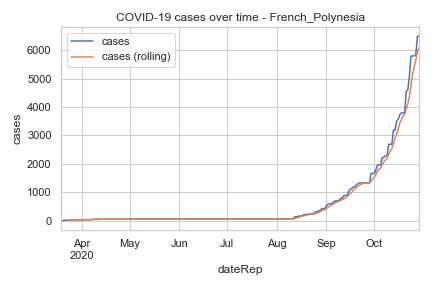 COVID-19 cases over time - French_Polynesia
cases
cases (rolling)
cases
6000
5000
4000
3000
2000
1000
0
Apr May Jun Jul Aug Sep Oct
2020
dateRep